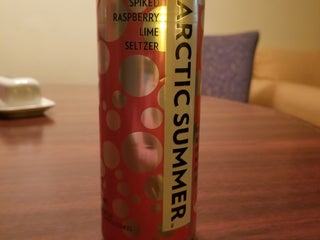 SPIKED
RASPBERRY
LIME
SELTZER
ARCTIC SUMMER